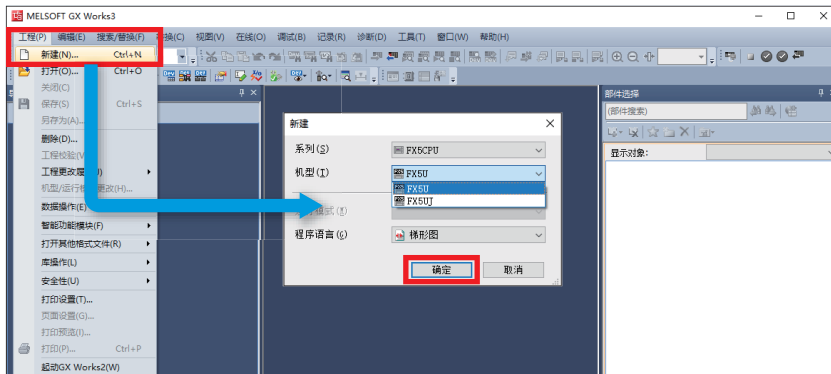 MELSOFT GX Works3
工程(P) 编辑(E) 搜索/替换(F) 换(C) 视图(V) 在线(O) 调试(B) 记录(R) 诊断(D) 工具(T) 窗口(W) 帮助(H)
新建(N)... Ctrl+N
打开(O)... Ctrl+O
关闭(C)
保存(S) Ctrl+S
另存为(A)...
删除(D)...
工程校验(V)
工程更改履
机型/运行 更改(H)...
数据操作(E)
智能功能模块(F)
打开其他格式文件(R)
库操作(L)
安全性(U)
打印设置(T)...
页面设置(G)...
打印预览(I)...
打印(P)... Ctrl+P
起动GX Works2(W)
新建
系列(S) FX5CPU
机型(T) FX5U
FX5U
FX5UJ
模式(M)
程序语言(G) 梯形图
确定 取消
部件选择
(部件搜索)
显示对象: